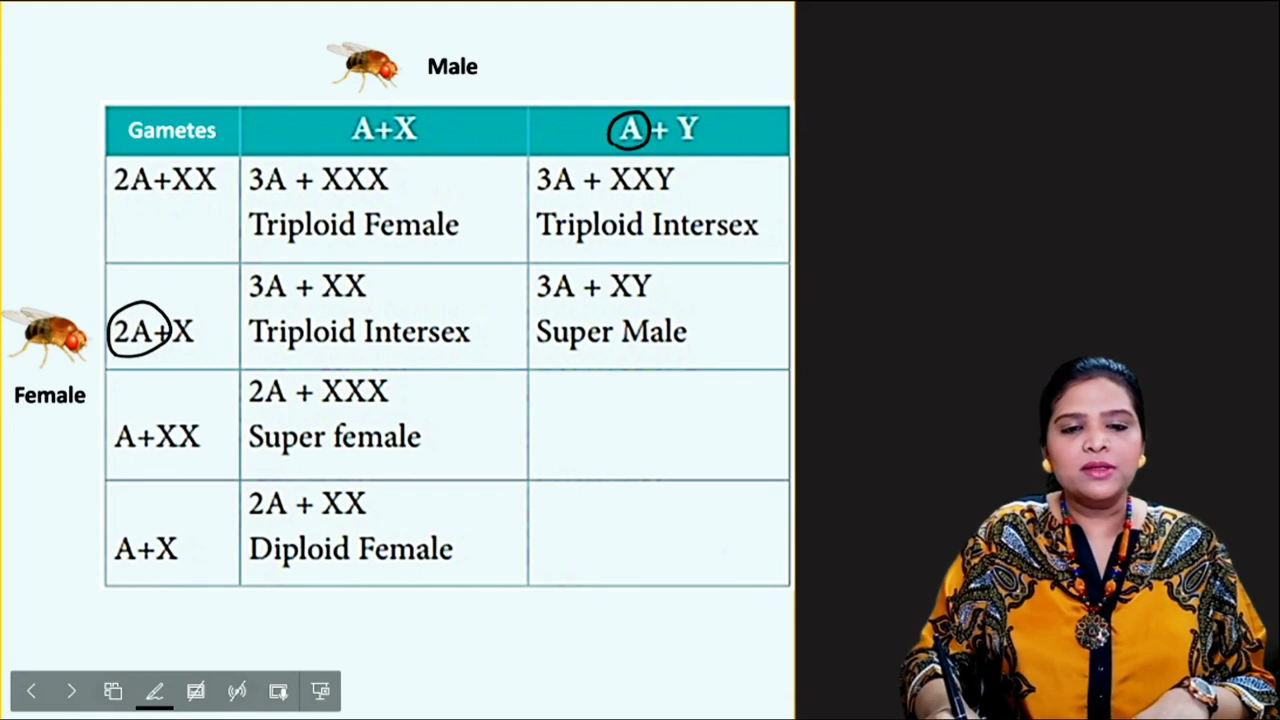 Male
Gametes A+X A + Y
2A+XX 3A + XXX 3A + XXY
Triploid Female Triploid Intersex
3A + XX 3A + XY
2A+X Triploid Intersex Super Male
Female
2A + XXX
A+XX Super female
2A + XX
A+X Diploid Female